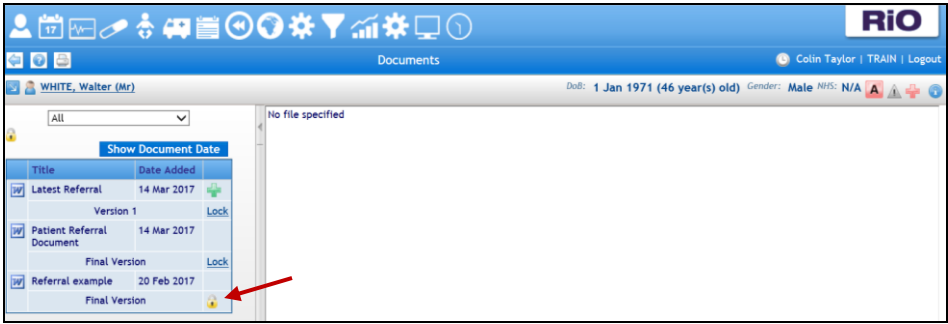 17
RiO
Documents
Colin Taylor | TRAIN | Logout
WHITE, Walter (Mr)
DoB: 1 Jan 1971 (46 year(s) old) Gender: Male NHS: N/A A
All
No file specified
Show Document Date
Title Date Added
Latest Referral 14 Mar 2017
Version 1 Lock
Patient Referral 14 Mar 2017
Document
Final Version Lock
Referral example 20 Feb 2017
Final Version